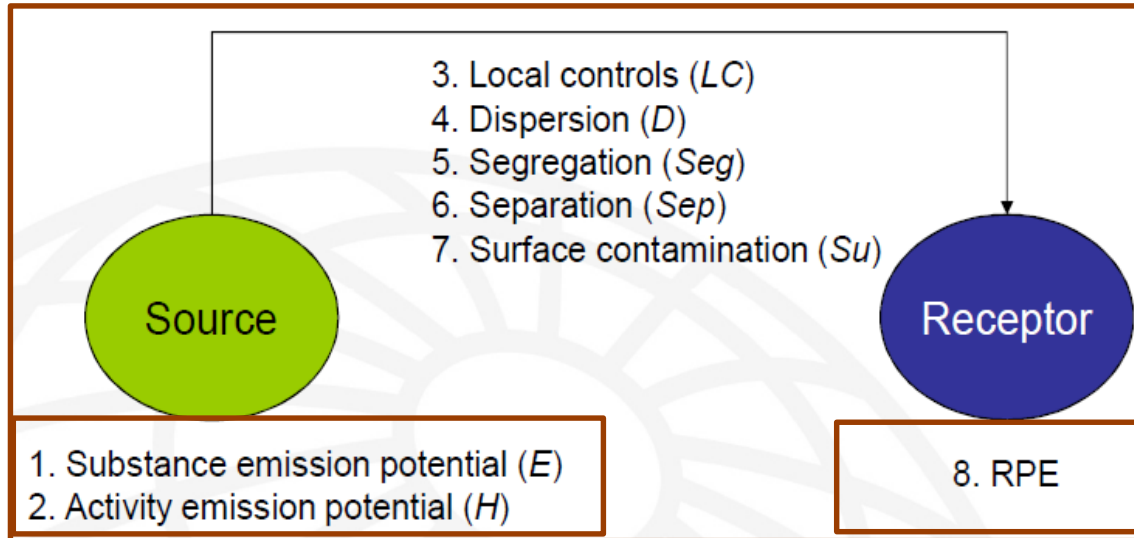 3. Local controls (LC)
4. Dispersion (D)
5. Segregation (Seg)
6. Separation (Sep)
7. Surface contamination (Su)
Source
Receptor
1. Substance emission potential (E)
2. Activity emission potential (H)
8. RPE